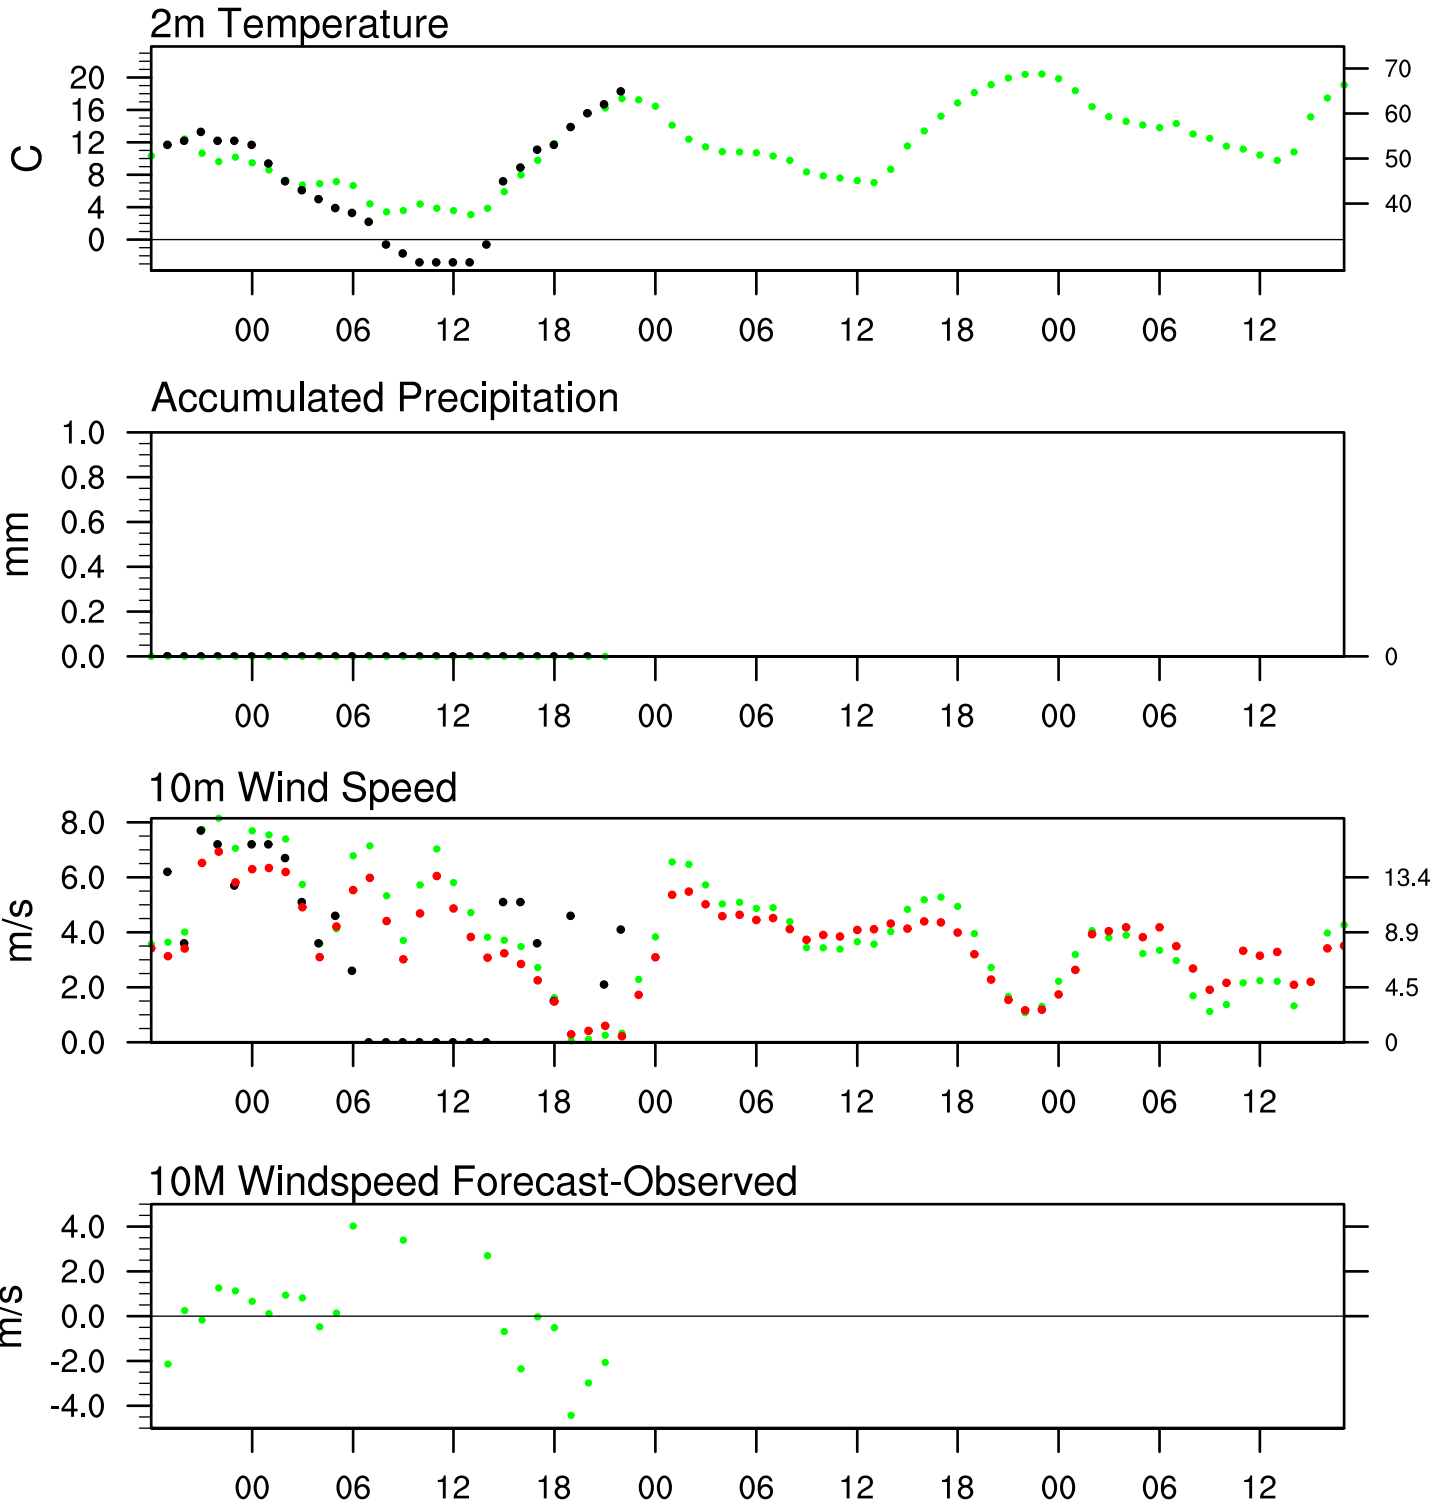 2m Temperature
C
20
16
12
8
4
0
70
60
50
40
00 06 12 18 00 06 12 18 00 06 12
Accumulated Precipitation
mm
1.0
0.8
0.6
0.4
0.2
0.0
0
00 06 12 18 00 06 12 18 00 06 12
10m Wind Speed
m/s
8.0
6.0
4.0
2.0
0.0
13.4
8.9
4.5
0
00 06 12 18 00 06 12 18 00 06 12
10M Windspeed Forecast-Observed
m/s
4.0
2.0
0.0
-2.0
-4.0
00 06 12 18 00 06 12 18 00 06 12